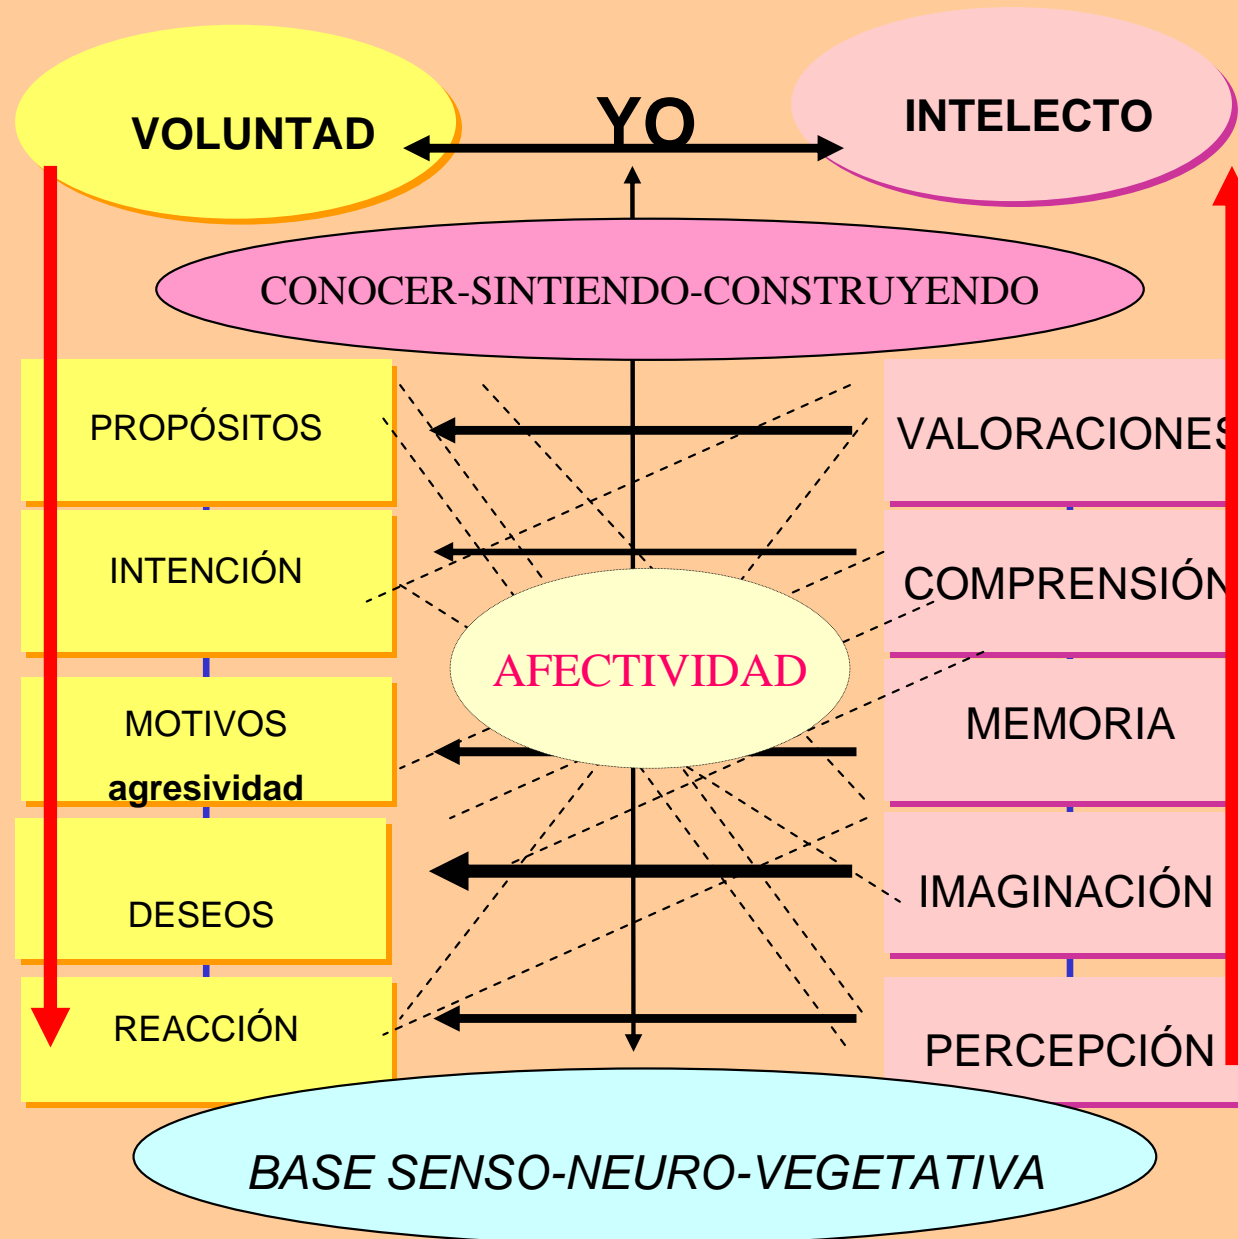 VOLUNTAD
YO
INTELECTO
CONOCER-SINTIENDO-CONSTRUYENDO
PROPÓSITOS
VALORACIONES
INTENCIÓN
COMPRENSIÓN
AFECTIVIDAD
MOTIVOS
agresividad
MEMORIA
DESEOS
IMAGINACIÓN
REACCIÓN
PERCEPCIÓN
BASE SENSO-NEURO-VEGETATIVA